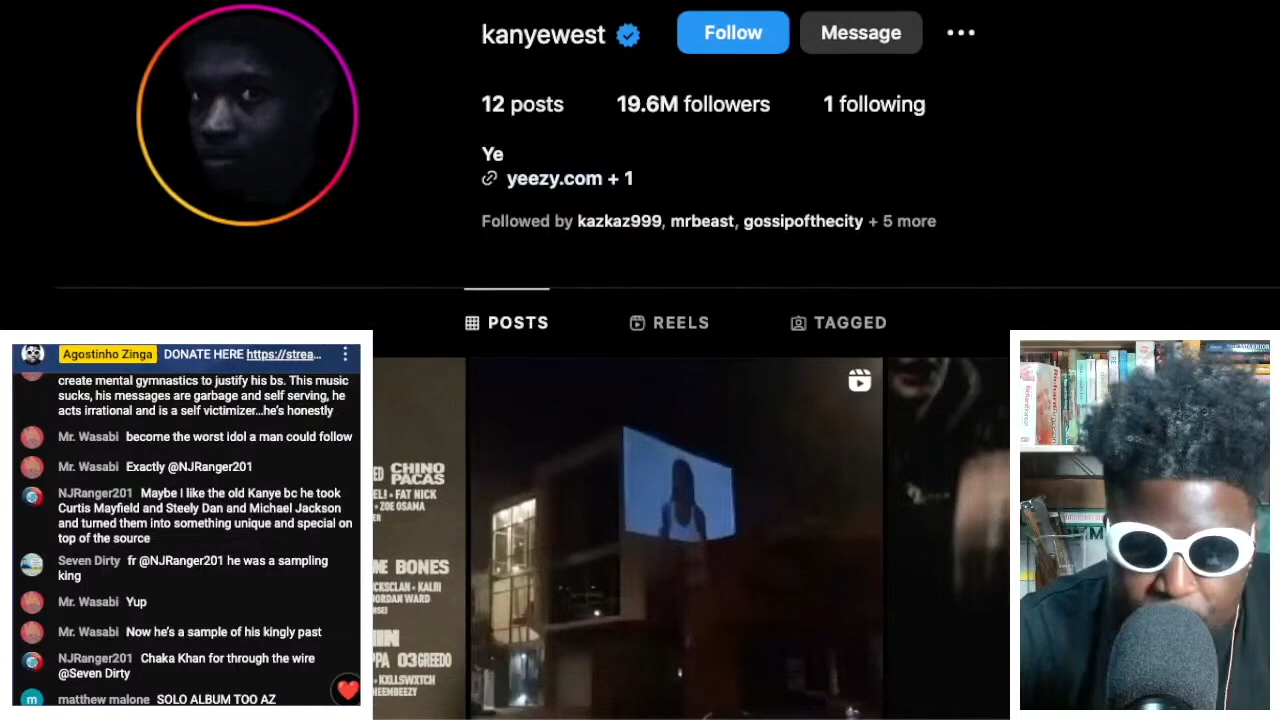 kanyewest
Follow
Message
12 posts
19.6M followers
1 following
Ye
yeezy.com + 1
Followed by kazkaz999, mrbeast, gossipofthecity + 5 more
POSTS
REELS
TAGGED
Agostinho Zinga DONATE HERE https://strea...
create mental gymnastics to justify his bs. This music
sucks, his messages are garbage and self serving, he
acts irrational and is a self victimizer...he's honestly
Mr. Wasabi become the worst idol a man could follow
Mr. Wasabi Exactly @NJRanger201
NJRanger201 Maybe I like the old Kanye bc he took
Curtis Mayfield and Steely Dan and Michael Jackson
and turned them into something unique and special on
top of the source
Seven Dirty fr @NJRanger201 he was a sampling
king
Mr. Wasabi Yup
Mr. Wasabi Now he's a sample of his kingly past
NJRanger201 Chaka Khan for through the wire
@Seven Dirty
m
matthew malone SOLO ALBUM TOO AZ
CHINO
PACAS
FAT NICK
ZOE OSAMA
BONES
JORDAN WARD
03GREEDO